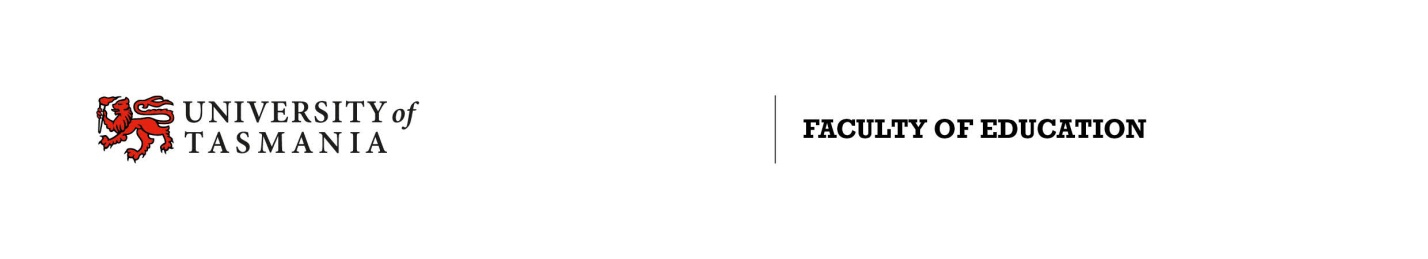 UNIVERSITY of
TASMANIA
FACULTY OF EDUCATION